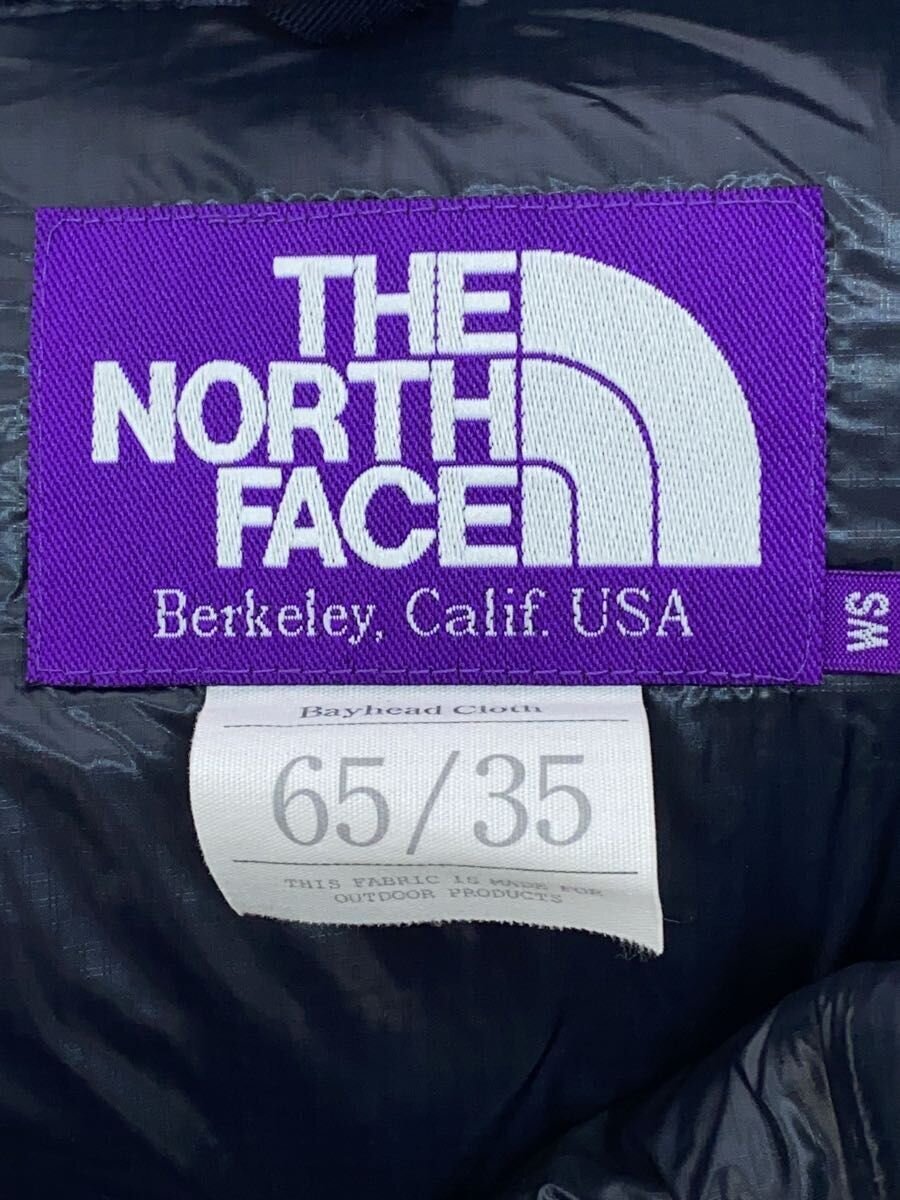 THE
NORTH
FACE
Berkeley, Calif. USA
WS
Bayhead Cloth
65/35
THIS FABRIC IS MADE FOR
OUTDOOR PRODUCTS